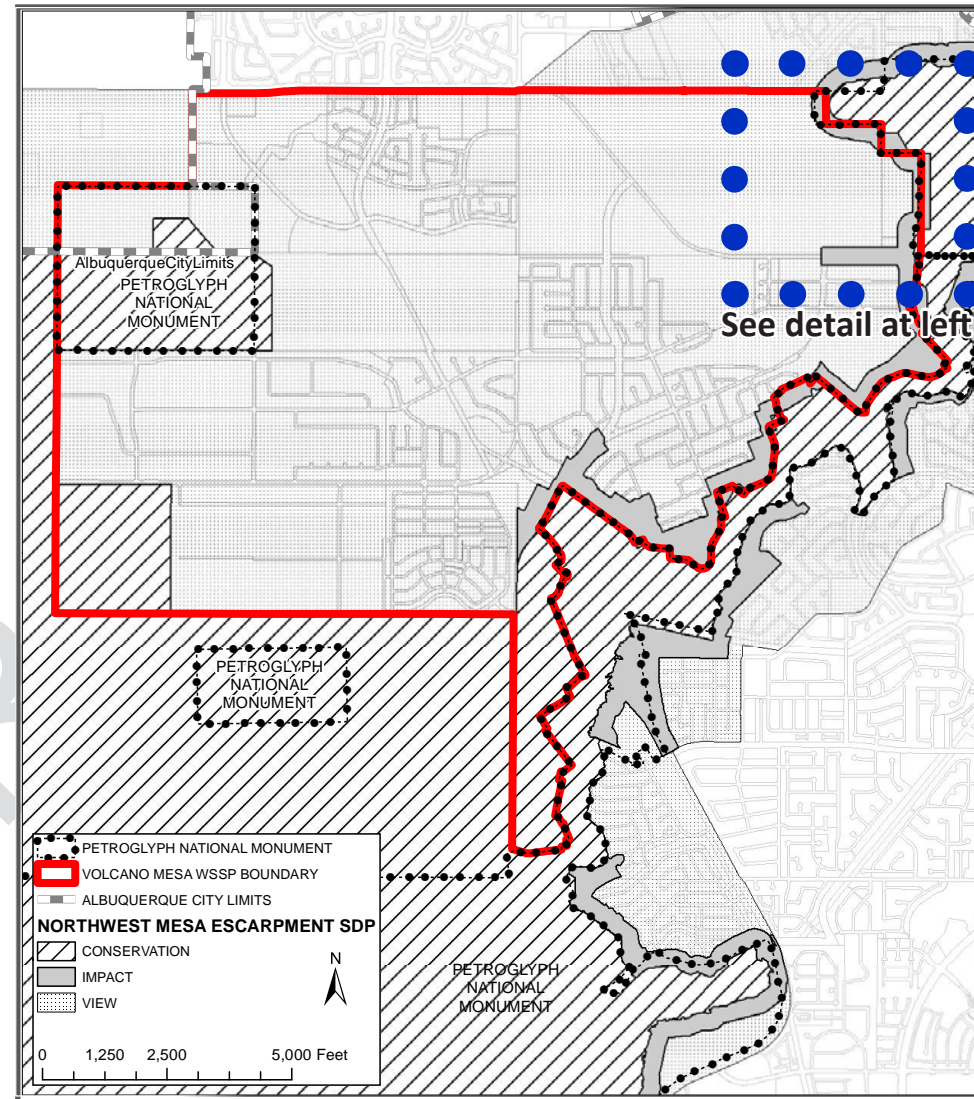 See detail at left
AlbuquerqueCityLimits
PETROGLYPH
NATIONAL
MONUMENT
PETROGLYPH
NATIONAL
MONUMENT
PETROGLYPH
NATIONAL
MONUMENT
PETROGLYPH NATIONAL MONUMENT
VOLCANO MESA WSSP BOUNDARY
ALBUQUERQUE CITY LIMITS
NORTHWEST MESA ESCARPMENT SDP
CONSERVATION
IMPACT
VIEW
N
0 1,250 2,500 5,000 Feet